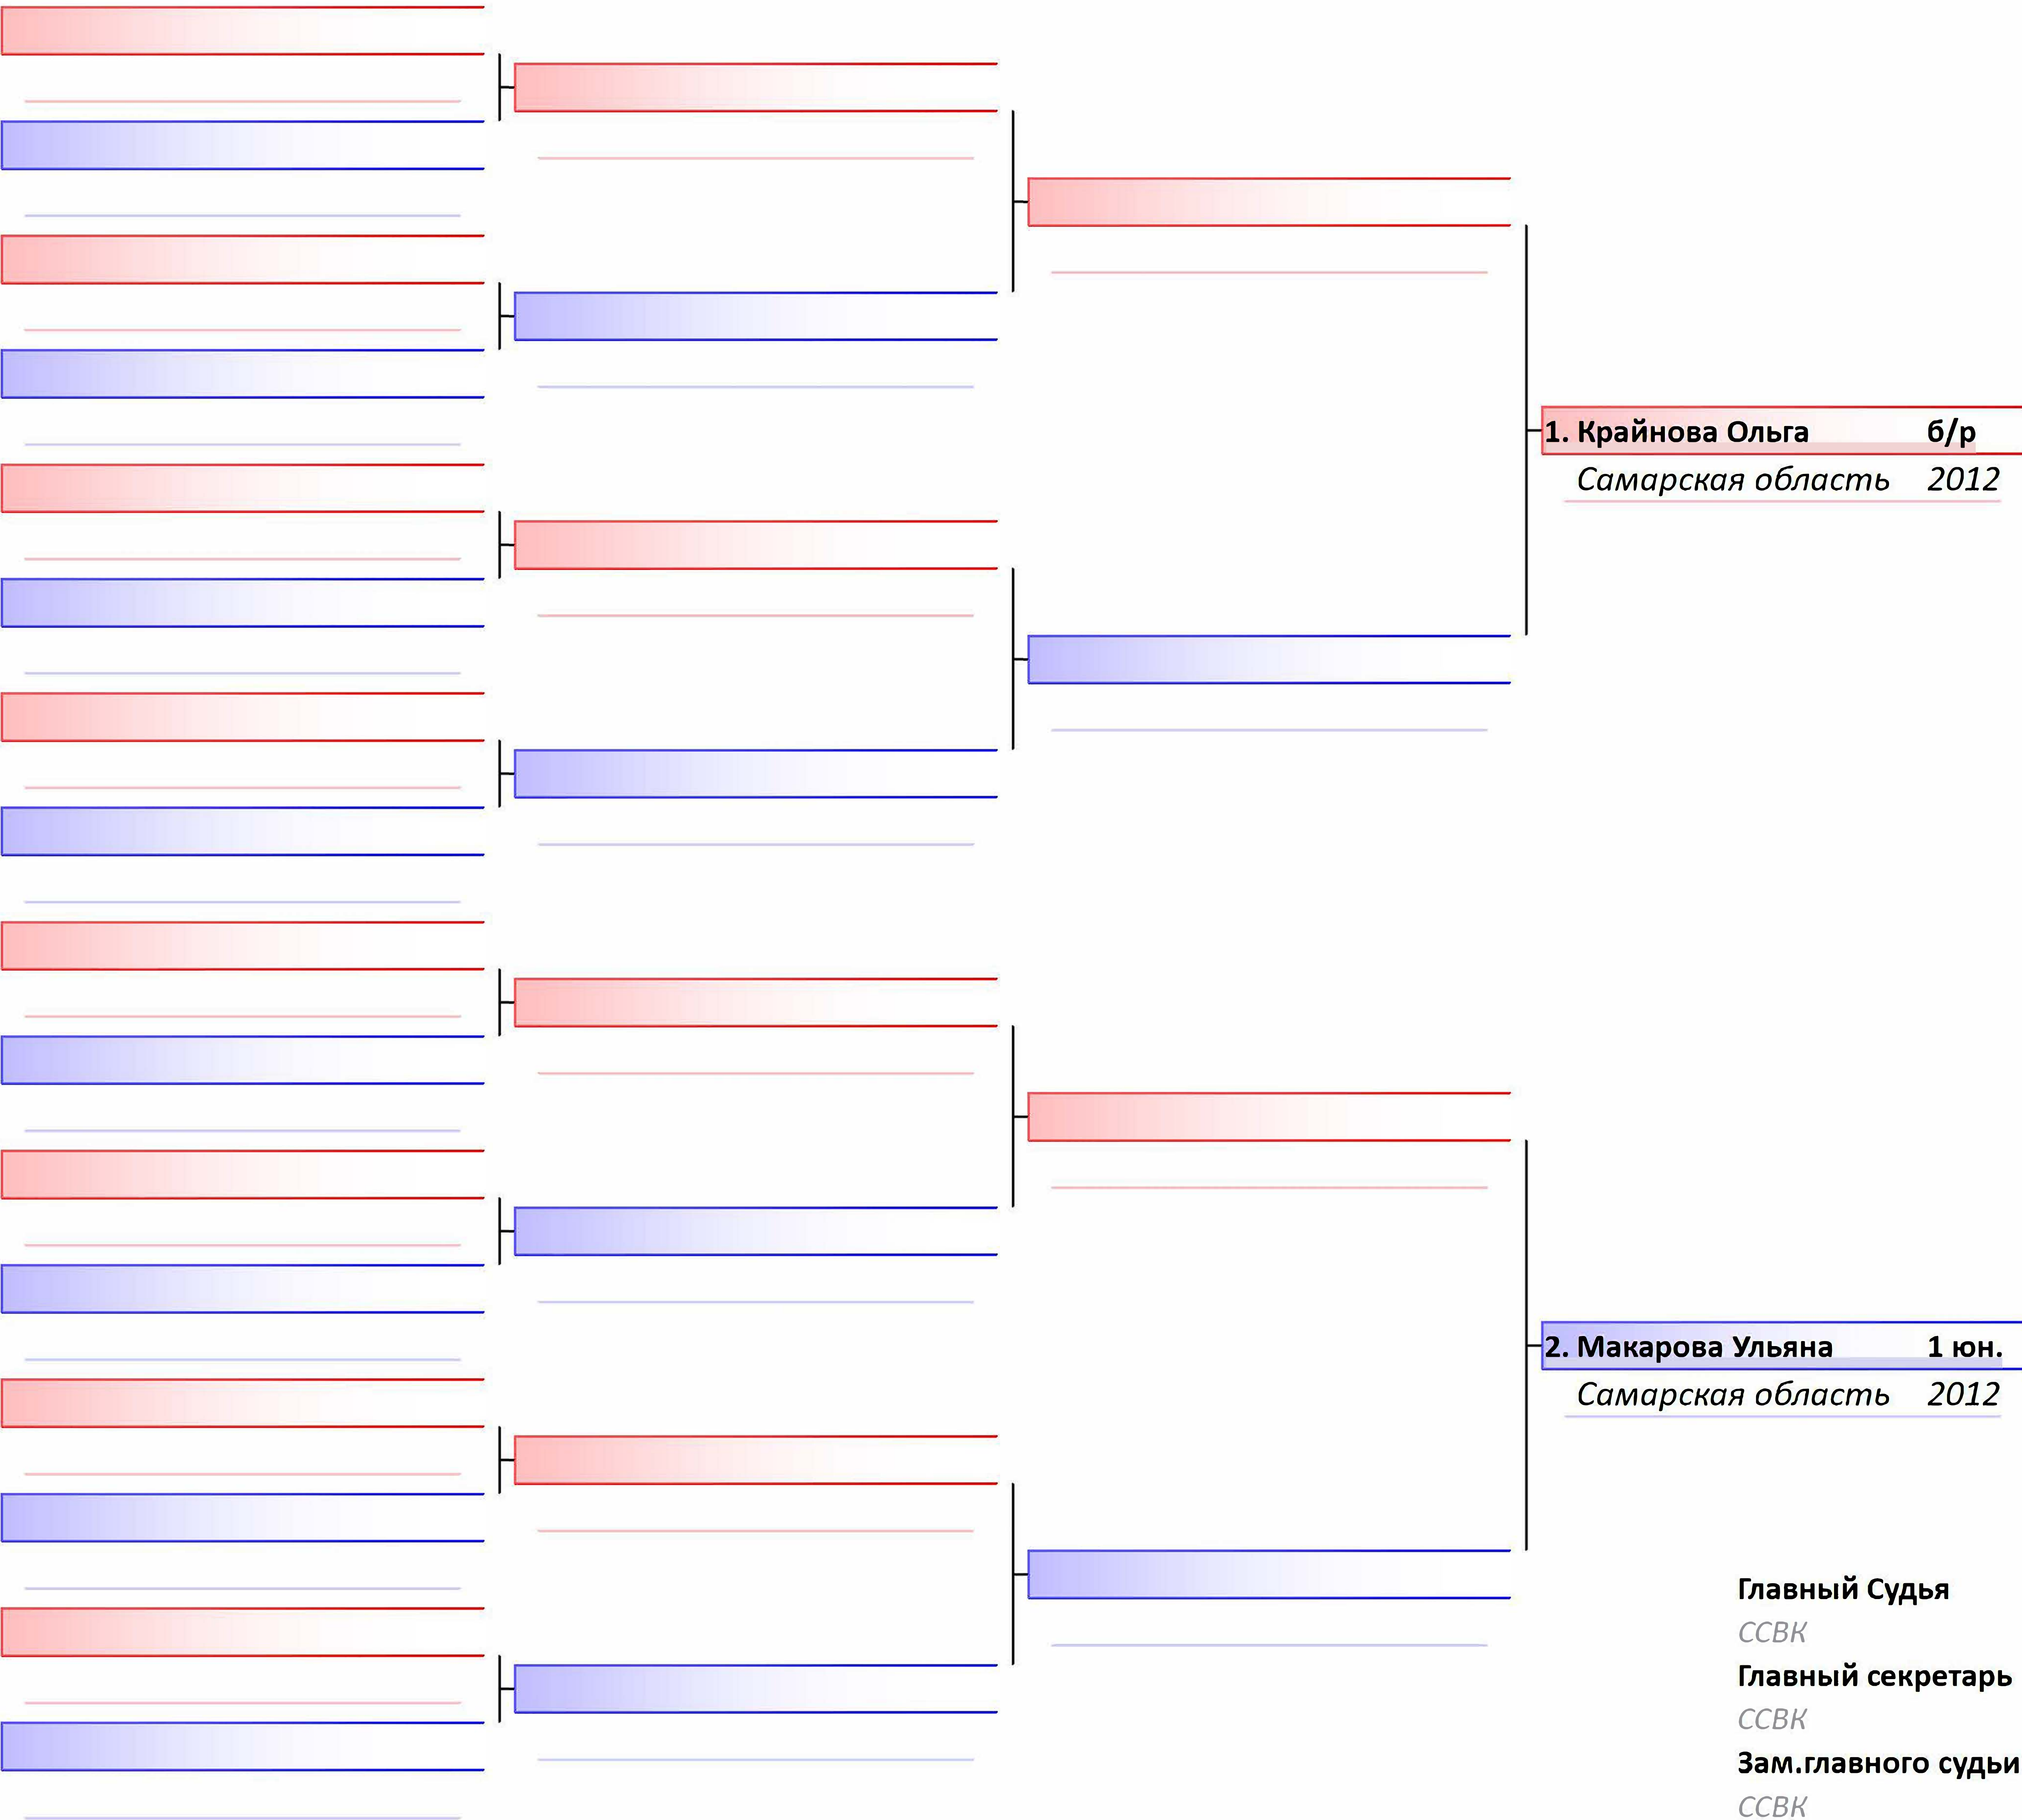 1. Крайнова Ольга б/р
Самарская область 2012
2. Макарова Ульяна 1 юн.
Самарская область 2012
Главный Судья
ССВК
Главный секретарь
ССВК
Зам.главного судьи
ССВК